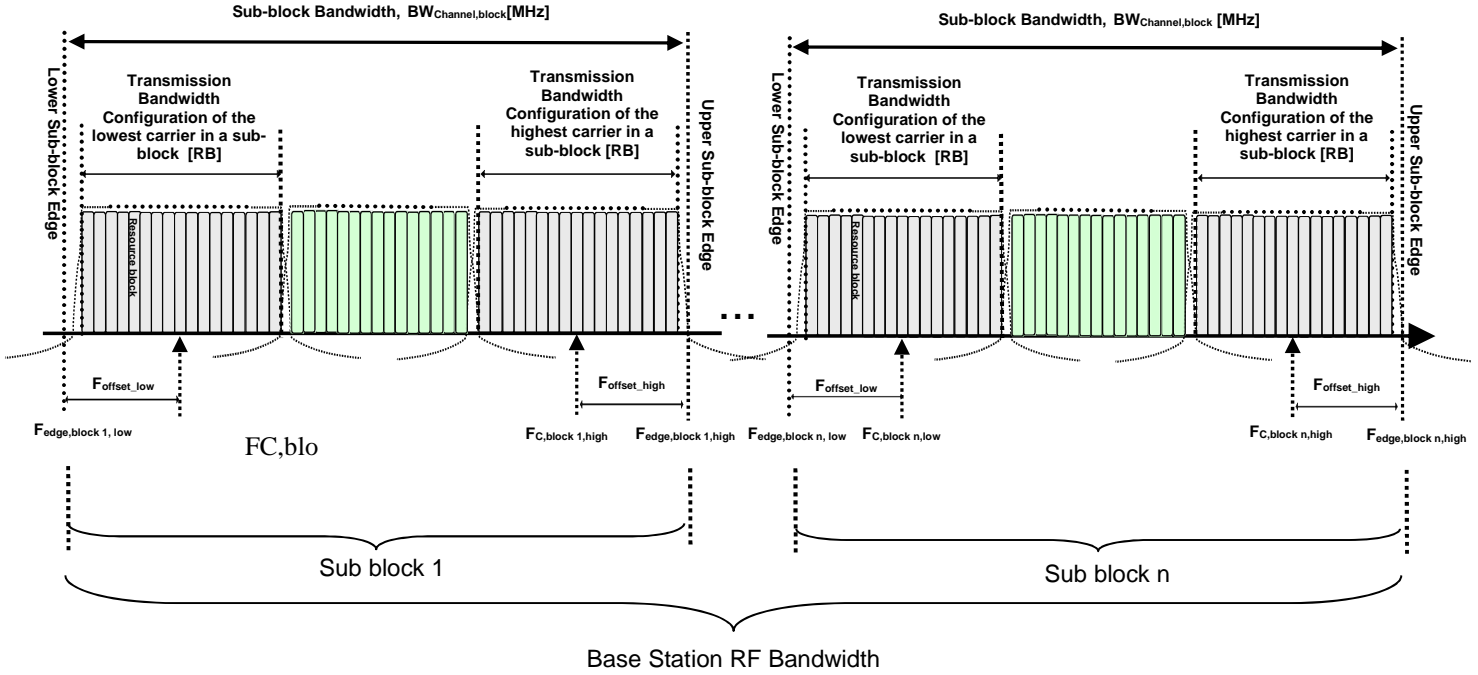 Sub-block Bandwidth, BWChannel,block[MHz]
Lower Sub-block Edge
Transmission
Bandwidth
Configuration of the
lowest carrier in a sub-
block [RB]
Transmission
Bandwidth
Configuration of the
highest carrier in a
sub-block [RB]
Upper Sub-block Edge
Resource block
Foffset_low
Foffset_high
Fedge,block 1, low
FC,blo
FC,block 1,high
Fedge,block 1,high
Sub block 1
...
Sub-block Bandwidth, BWChannel,block [MHz]
Lower Sub-block Edge
Transmission
Bandwidth
Configuration of the
lowest carrier in a
sub-block [RB]
Transmission
Bandwidth
Configuration of the
highest carrier in a
sub-block [RB]
Upper Sub-block Edge
Resource block
Foffset_low
Foffset_high
Fedge,block n, low
FC,block n,low
FC,block n,high
Fedge,block n,high
Sub block n
Base Station RF Bandwidth